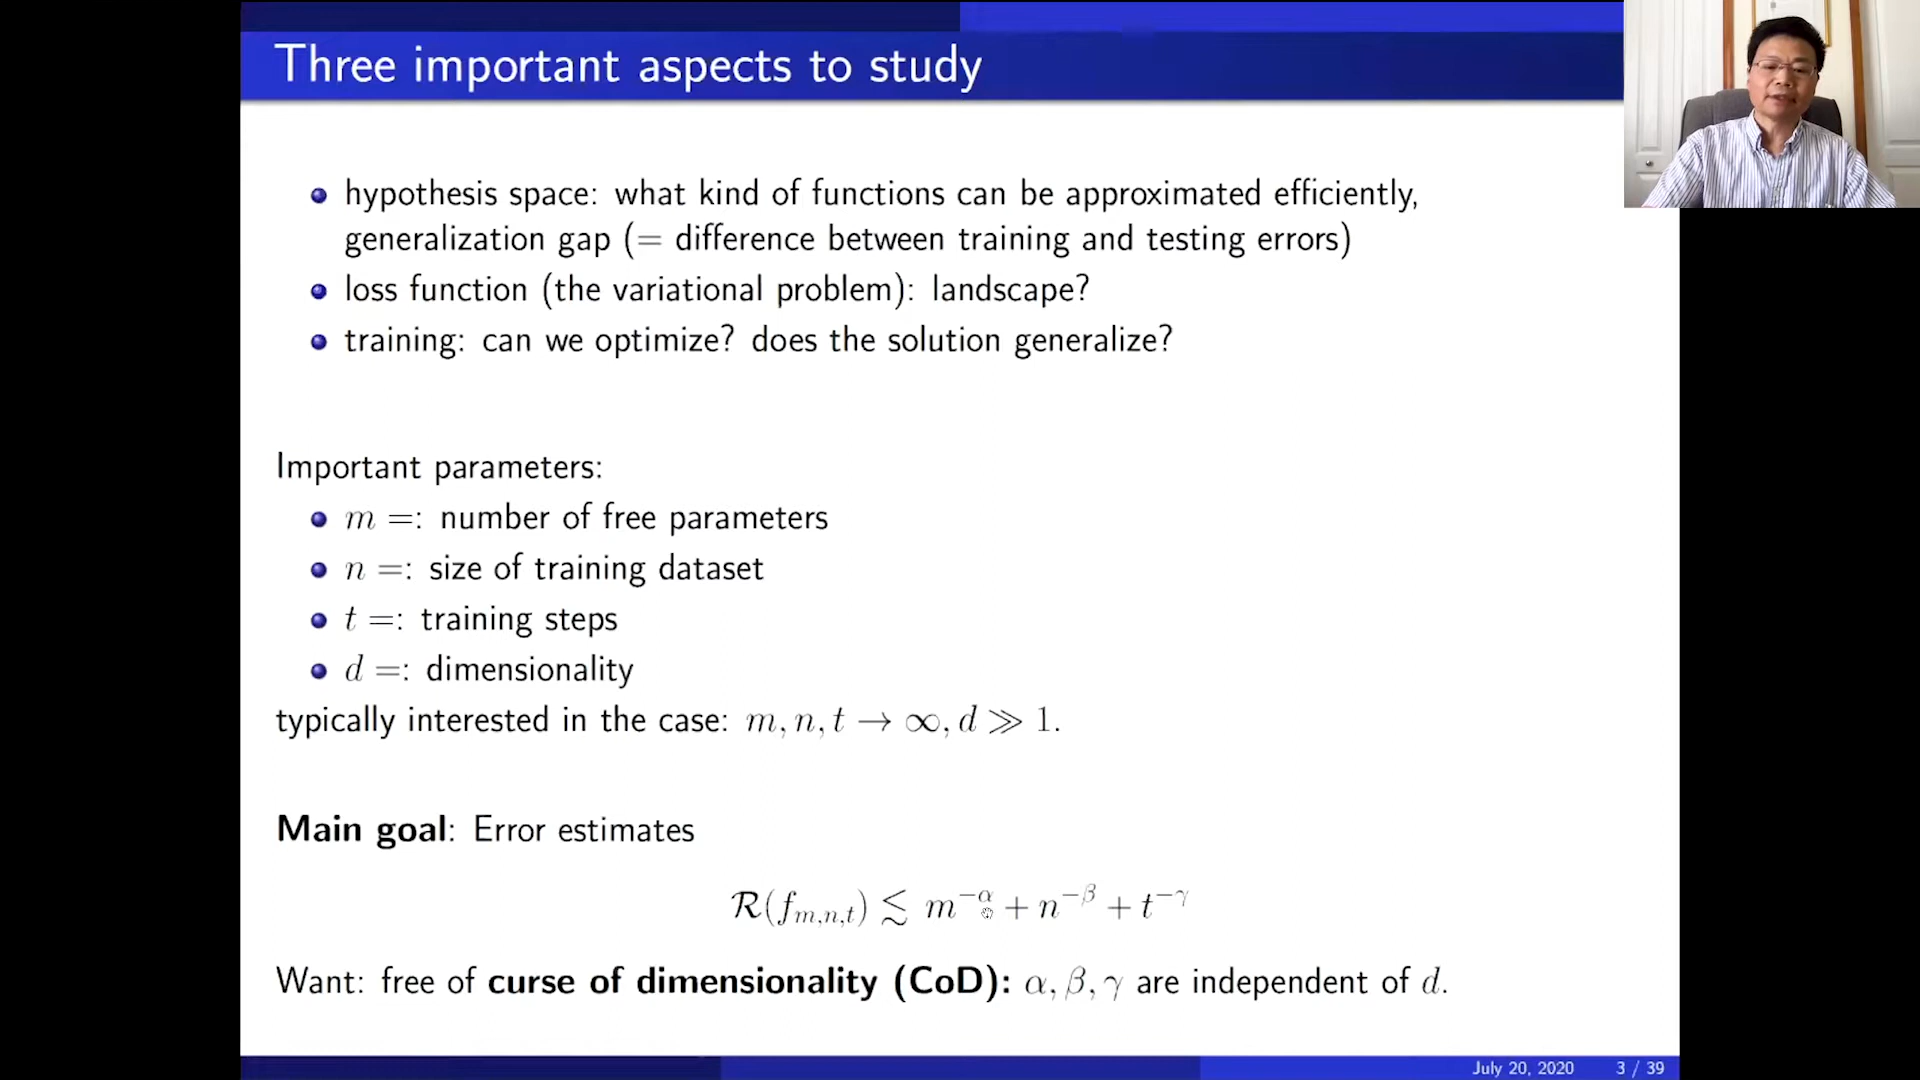 Three important aspects to study
hypothesis space: what kind of functions can be approximated efficiently,
generalization gap (= difference between training and testing errors)
loss function (the variational problem): landscape?
training: can we optimize? does the solution generalize?
Important parameters:
m =: number of free parameters
n =: size of training dataset
t =: training steps
d =: dimensionality
typically interested in the case: m, n, t → ∞, d ≫ 1.
Main goal: Error estimates
ℛ(f_{m,n,t}) ≲ m^{−α} + n^{−β} + t^{−γ}
Want: free of curse of dimensionality (CoD): α, β, γ are independent of d.
July 20, 2020 3 / 39